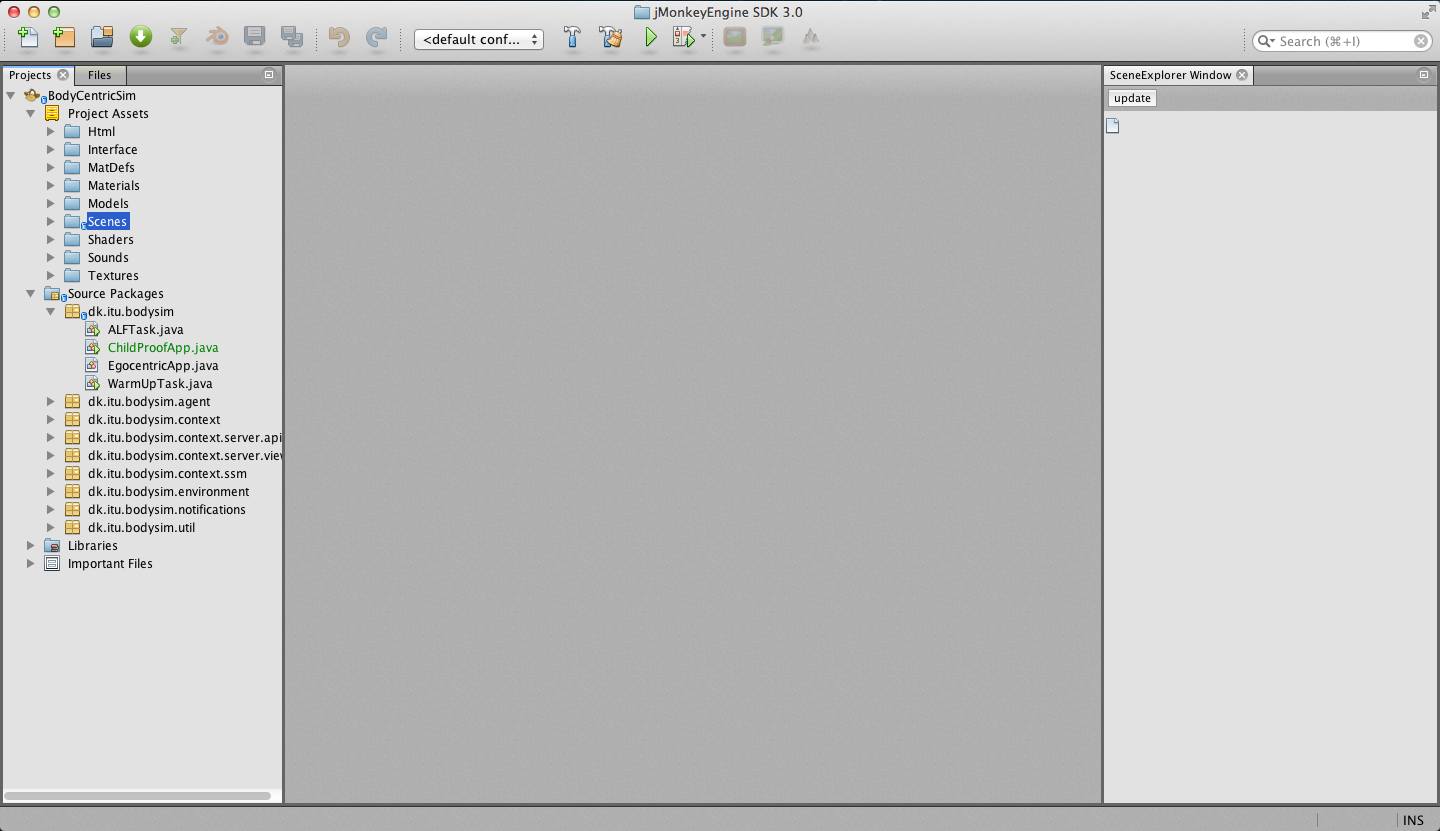 jMonkeyEngine SDK 3.0
<default conf...
Search (⌘+I)
Projects
Files
BodyCentricSim
Project Assets
Html
Interface
MatDefs
Materials
Models
Scenes
Shaders
Sounds
Textures
Source Packages
dk.itu.bodysim
ALFTask.java
ChildProofApp.java
EgocentricApp.java
WarmUpTask.java
dk.itu.bodysim.agent
dk.itu.bodysim.context
dk.itu.bodysim.context.server.api
dk.itu.bodysim.context.server.view
dk.itu.bodysim.context.ssm
dk.itu.bodysim.environment
dk.itu.bodysim.notifications
dk.itu.bodysim.util
Libraries
Important Files
SceneExplorer Window
update
INS